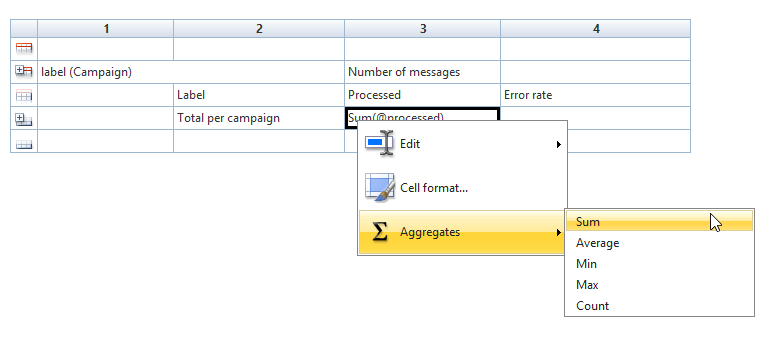 1 2 3 4
label (Campaign) Number of messages
Label Processed Error rate
Total per campaign Sum(@processed)
Edit
Cell format...
Aggregates
Sum
Average
Min
Max
Count